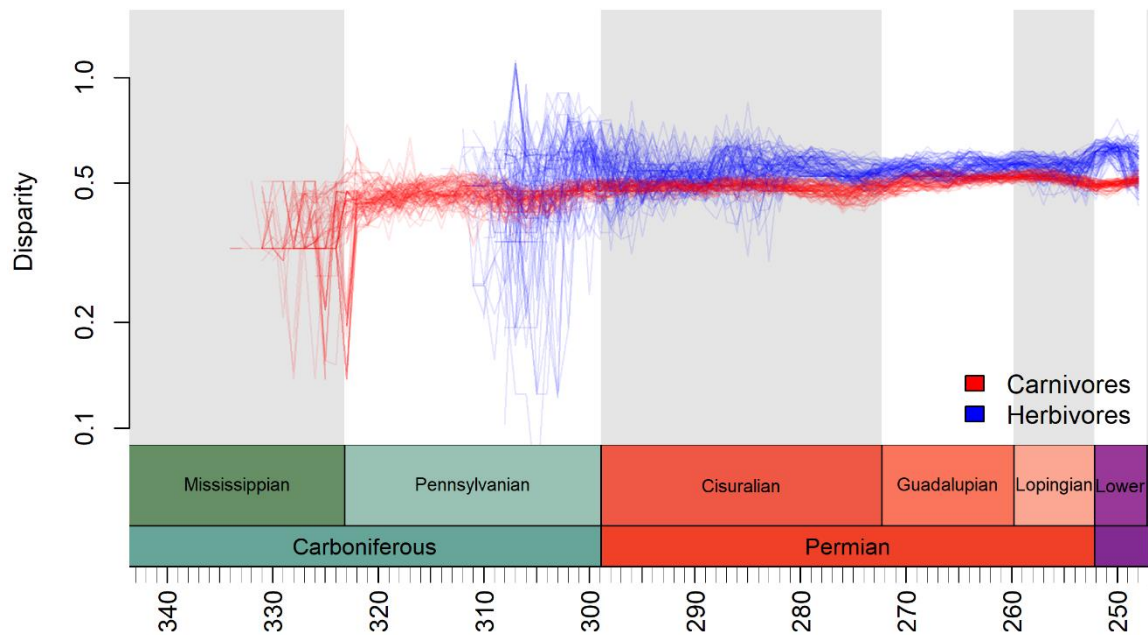 Disparity
1.0
0.5
0.2
0.1
Carnivores
Herbivores
Mississippian Pennsylvanian Cisuralian Guadalupian Lopingian Lower
Carboniferous Permian
340 330 320 310 300 290 280 270 260 250